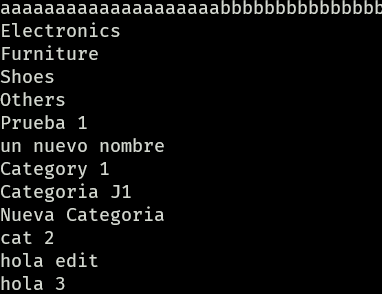 aaaaaaaaaaaaaaaaaaaabbbbbbbbbbbbbbb
Electronics
Furniture
Shoes
Others
Prueba 1
un nuevo nombre
Category 1
Categoria J1
Nueva Categoria
cat 2
hola edit
hola 3